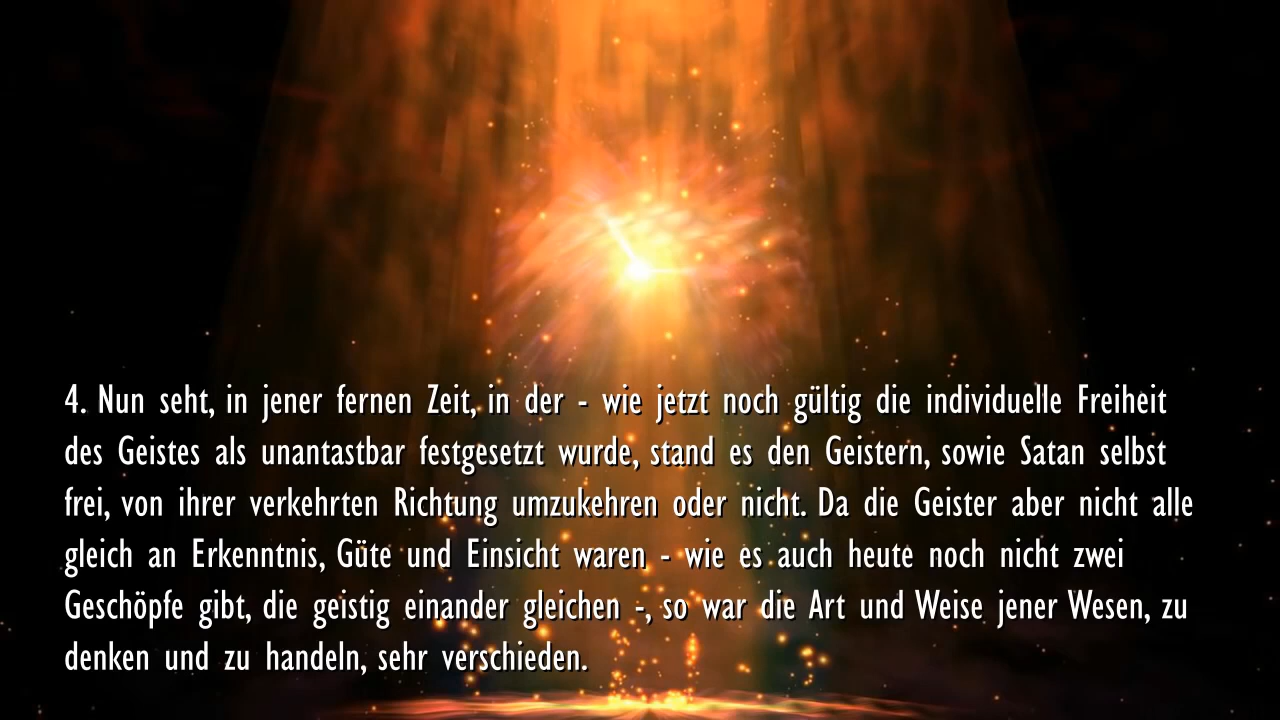 4. Nun seht, in jener fernen Zeit, in der - wie jetzt noch gültig die individuelle Freiheit
des Geistes als unantastbar festgesetzt wurde, stand es den Geistern, sowie Satan selbst
frei, von ihrer verkehrten Richtung umzukehren oder nicht. Da die Geister aber nicht alle
gleich an Erkenntnis, Güte und Einsicht waren - wie es auch heute noch nicht zwei
Geschöpfe gibt, die geistig einander gleichen -, so war die Art und Weise jener Wesen, zu
denken und zu handeln, sehr verschieden.